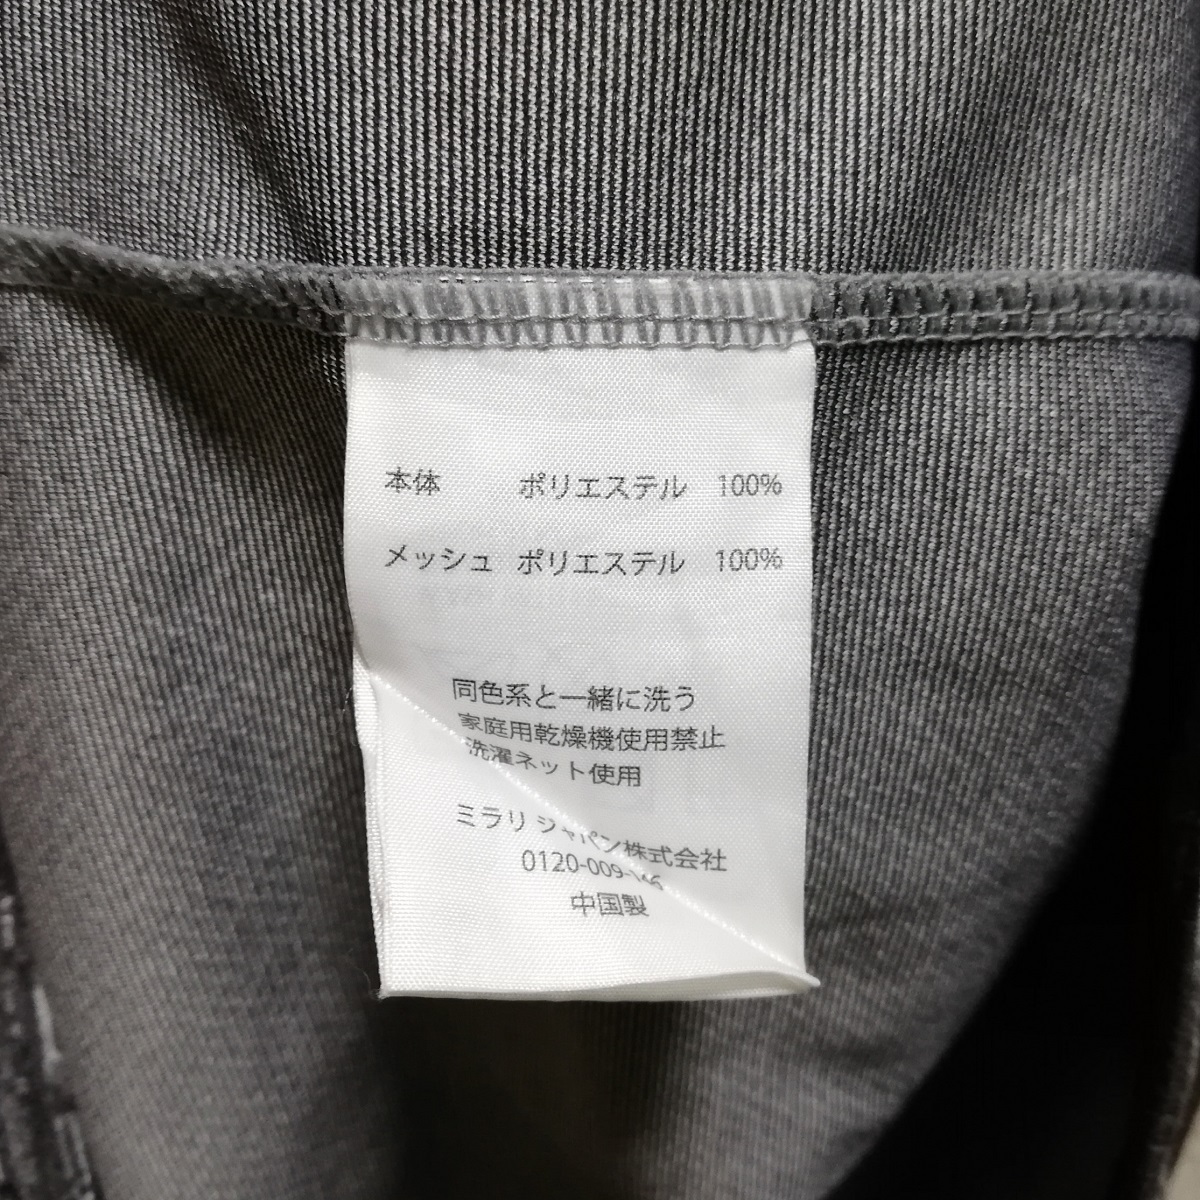 本体 ポリエステル 100%
メッシュ ポリエステル 100%
同色系と一緒に洗う
家庭用乾燥機使用禁止
洗濯ネット使用
ミラリ ジャパン株式会社
0120-009-
中国製